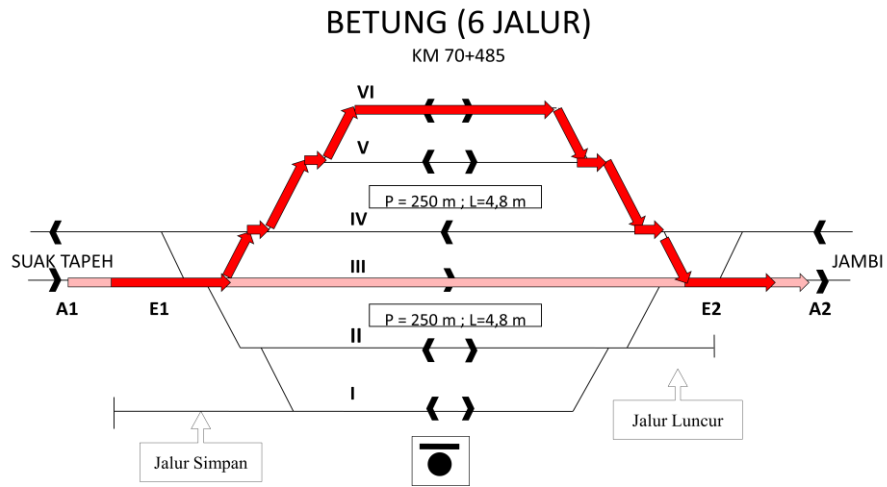 BETUNG (6 JALUR)
KM 70+485
VI
V
P = 250 m ; L=4,8 m
IV
SUAK TAPEH
III
JAMBI
A1
E1
E2
A2
P = 250 m ; L=4,8 m
II
I
Jalur Simpan
Jalur Luncur